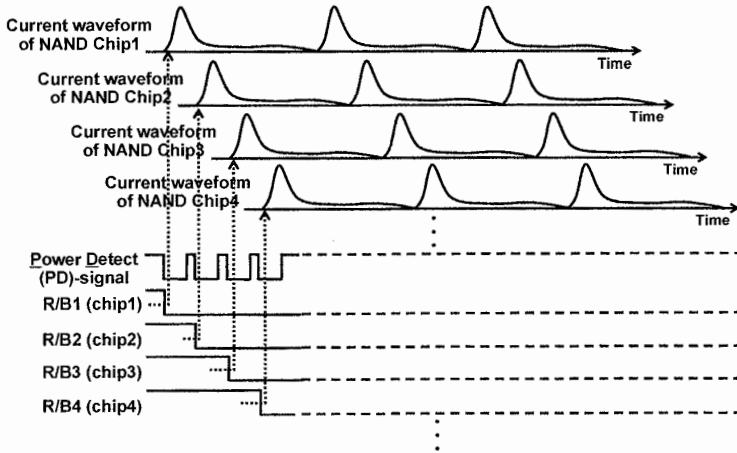 Current waveform
of NAND Chip1
Time
Current waveform
of NAND Chip2
Time
Current waveform
of NAND Chip3
Time
Current waveform
of NAND Chip4
Time
Power Detect
(PD)-signal
R/B1 (chip1)
R/B2 (chip2)
R/B3 (chip3)
R/B4 (chip4)